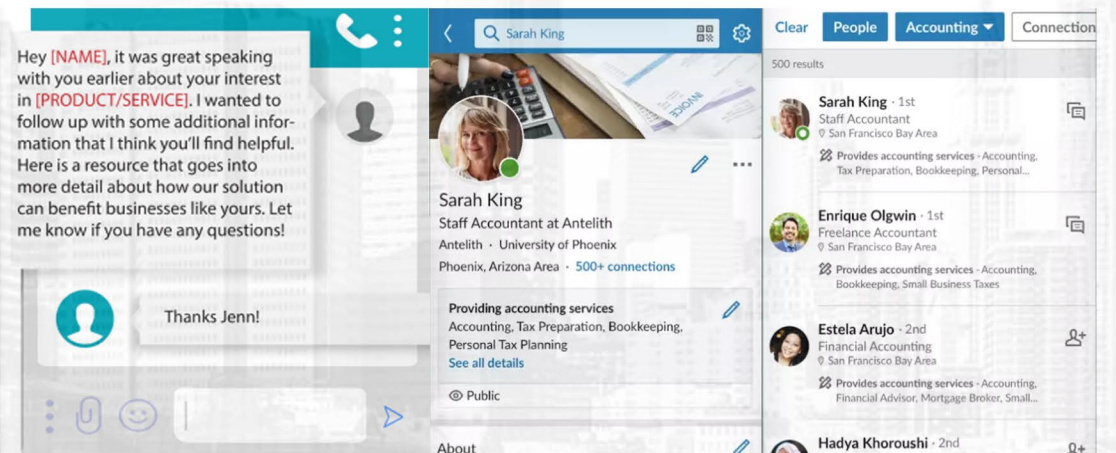 Hey [NAME], it was great speaking
with you earlier about your interest
in [PRODUCT/SERVICE]. I wanted to
follow up with some additional infor-
mation that I think you'll find helpful.
Here is a resource that goes into
more detail about how our solution
can benefit businesses like yours. Let
me know if you have any questions!
Thanks Jenn!
Sarah King
INVOICE
Sarah King
Staff Accountant at Antelith
Antelith · University of Phoenix
Phoenix, Arizona Area · 500+ connections
Providing accounting services
Accounting, Tax Preparation, Bookkeeping,
Personal Tax Planning
See all details
Public
About
Clear People Accounting Connection
500 results
Sarah King · 1st
Staff Accountant
San Francisco Bay Area
Provides accounting services · Accounting,
Tax Preparation, Bookkeeping, Personal...
Enrique Olgwin · 1st
Freelance Accountant
San Francisco Bay Area
Provides accounting services · Accounting,
Bookkeeping, Small Business Taxes
Estela Arujo · 2nd
Financial Accounting
San Francisco Bay Area
Provides accounting services · Accounting,
Financial Advisor, Mortgage Broker, Small...
Hadya Khoroushi · 2nd